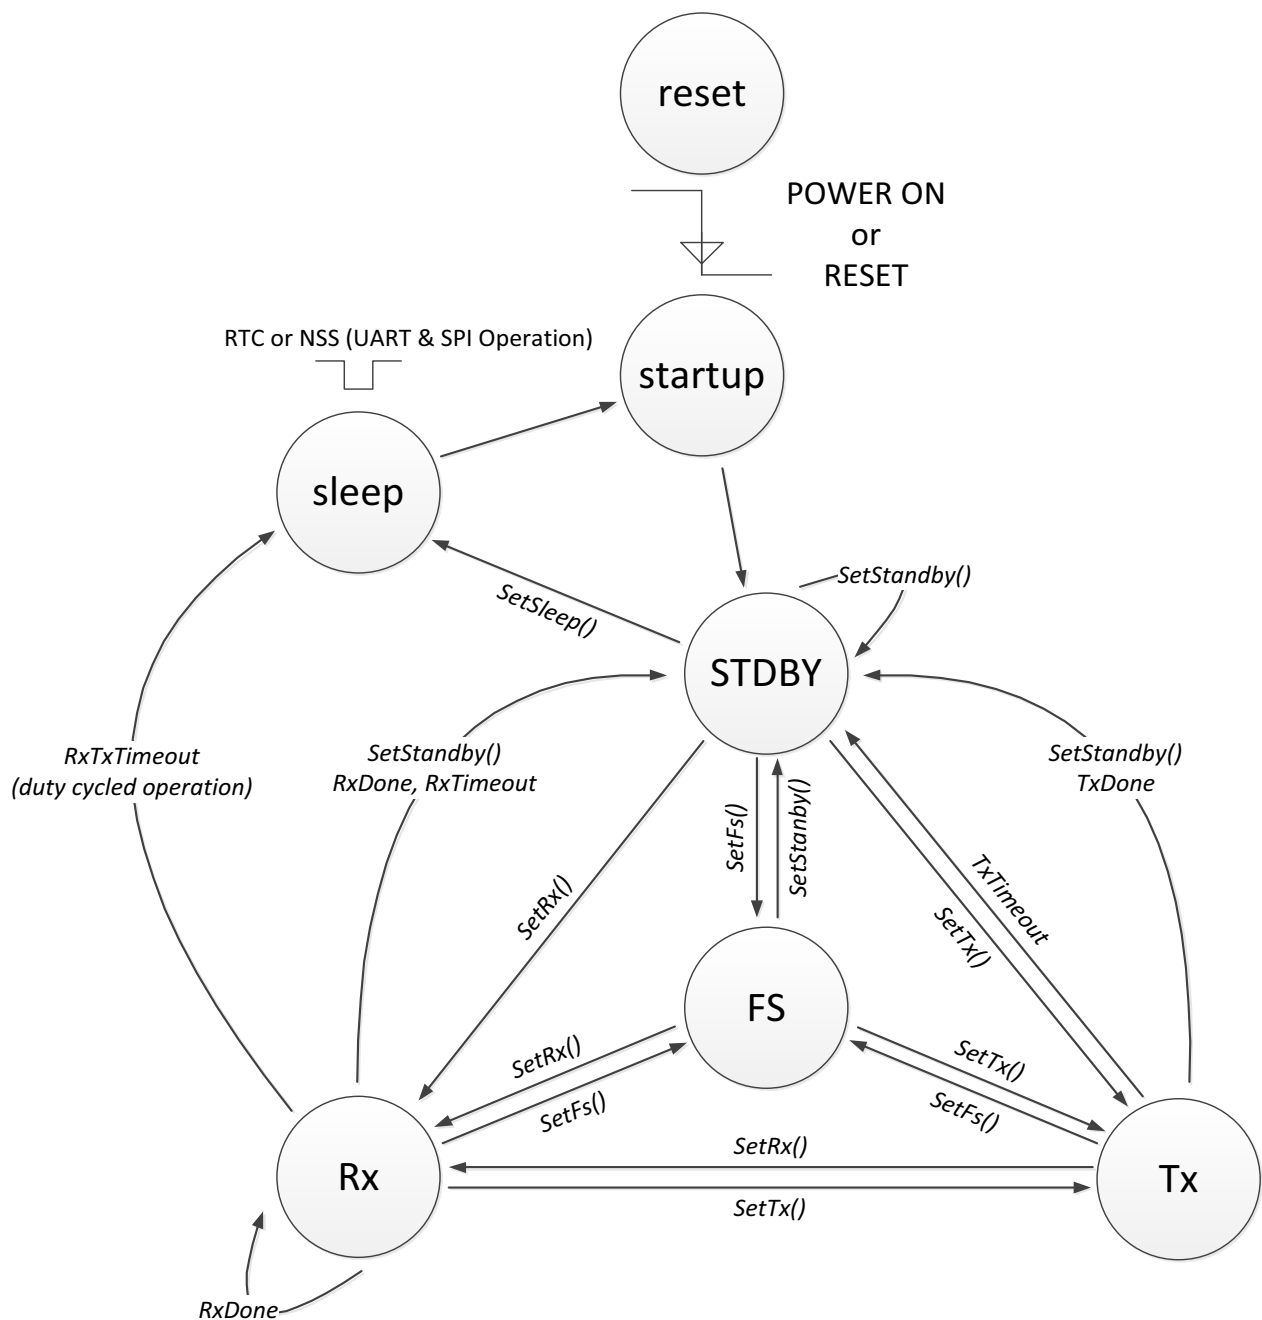 reset
POWER ON
or
RESET
RTC or NSS (UART & SPI Operation)
startup
sleep
SetStandby()
SetSleep()
STDBY
RxTxTimeout
(duty cycled operation)
SetStandby()
RxDone, RxTimeout
SetStandby()
TxDone
SetFs()
SetStanby()
SetRx()
TxTimeout
SetTx()
FS
SetRx()
SetFs()
SetTx()
SetFs()
SetRx()
Rx
Tx
SetTx()
RxDone